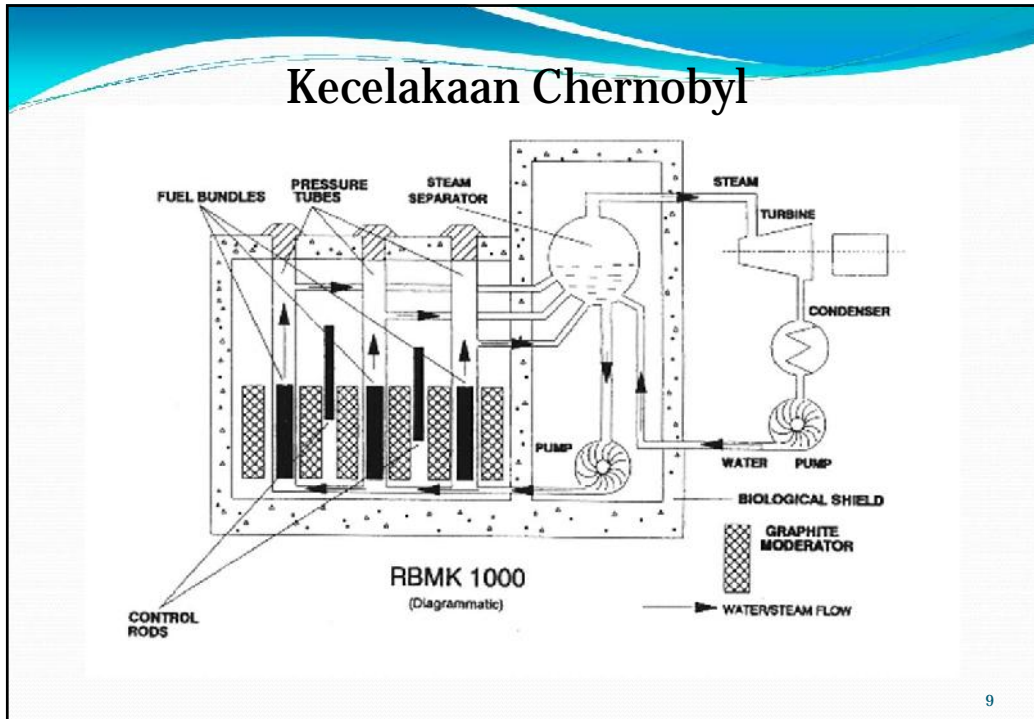 Kecelakaan Chernobyl
FUEL BUNDLES
PRESSURE
TUBES
STEAM
SEPARATOR
STEAM
TURBINE
CONDENSER
PUMP
WATER
PUMP
BIOLOGICAL SHIELD
GRAPHITE
MODERATOR
RBMK 1000
(Diagrammatic)
WATER/STEAM FLOW
CONTROL
RODS
9